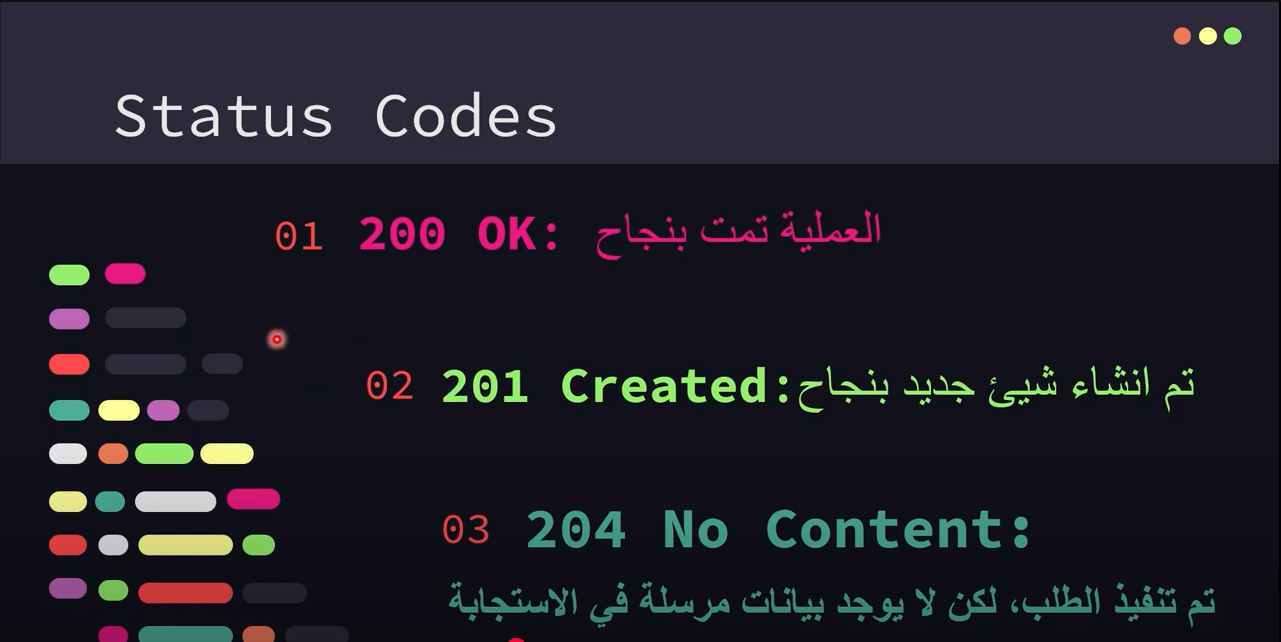 Status Codes
01 200 OK: العملية تمت بنجاح
02 201 Created:تم انشاء شيئ جديد بنجاح
03 204 No Content:
تم تنفيذ الطلب، لكن لا يوجد بيانات مرسلة في الاستجابة